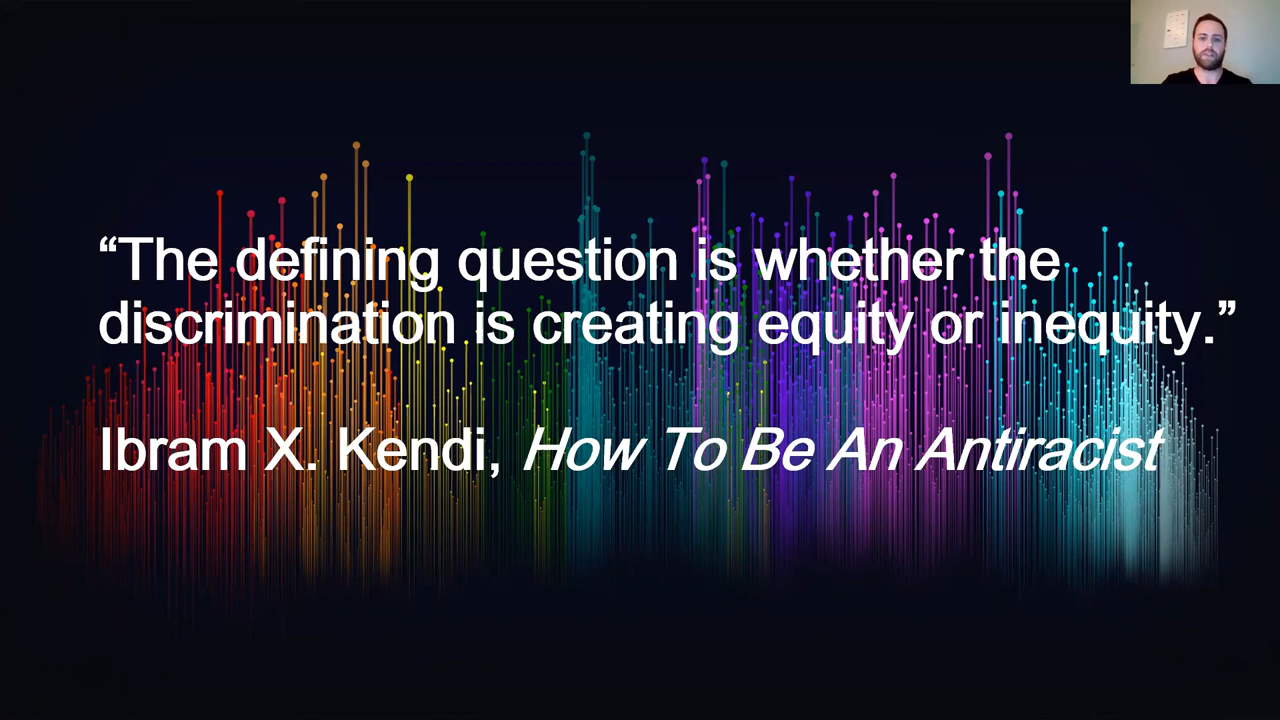 “The defining question is whether the
discrimination is creating equity or inequity.”
Ibram X. Kendi, How To Be An Antiracist